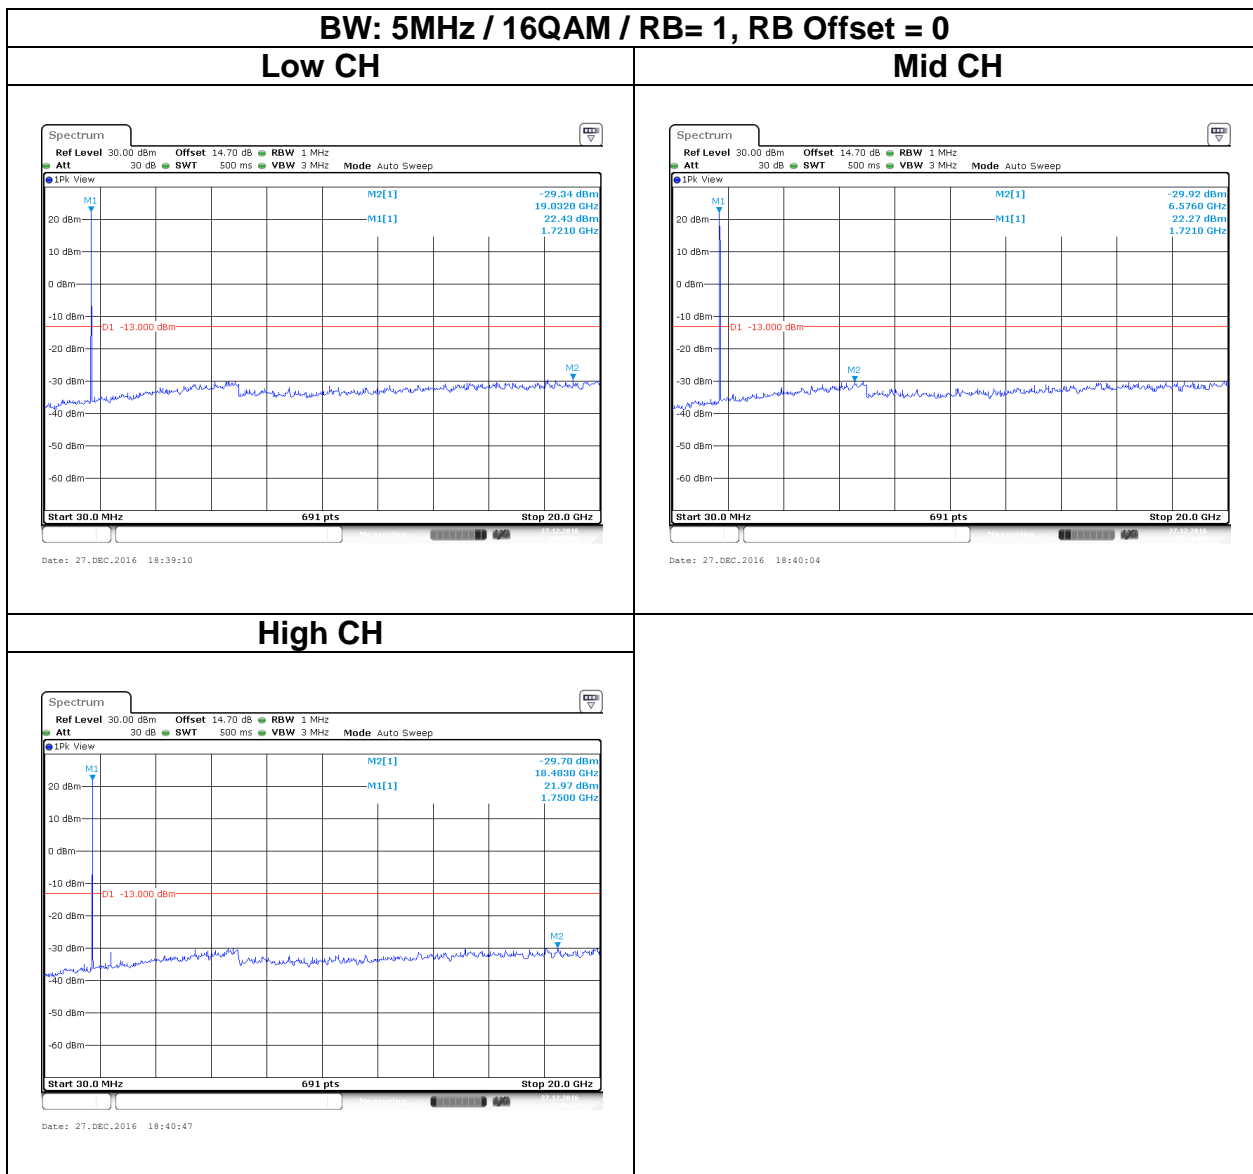 BW: 5MHz / 16QAM / RB= 1, RB Offset = 0
Low CH
Mid CH
Spectrum
Ref Level 30.00 dBm Offset 14.70 dB RBW 1 MHz
Att 30 dB SWT 500 ms VBW 3 MHz Mode Auto Sweep
1Pk View
M2[1] -29.34 dBm
19.0320 GHz
M1[1] 22.43 dBm
1.7210 GHz
M1
20 dBm
10 dBm
0 dBm
-10 dBm
D1 -13.000 dBm
-20 dBm
M2
-30 dBm
-40 dBm
-50 dBm
-60 dBm
Start 30.0 MHz 691 pts Stop 20.0 GHz
Measuring... 27.12.2016
Date: 27.DEC.2016 18:39:10
Spectrum
Ref Level 30.00 dBm Offset 14.70 dB RBW 1 MHz
Att 30 dB SWT 500 ms VBW 3 MHz Mode Auto Sweep
1Pk View
M2[1] -29.92 dBm
6.5760 GHz
M1[1] 22.27 dBm
1.7210 GHz
M1
20 dBm
10 dBm
0 dBm
-10 dBm
D1 -13.000 dBm
-20 dBm
M2
-30 dBm
-40 dBm
-50 dBm
-60 dBm
Start 30.0 MHz 691 pts Stop 20.0 GHz
Measuring... 27.12.2016
Date: 27.DEC.2016 18:40:04
High CH
Spectrum
Ref Level 30.00 dBm Offset 14.70 dB RBW 1 MHz
Att 30 dB SWT 500 ms VBW 3 MHz Mode Auto Sweep
1Pk View
M2[1] -29.70 dBm
18.4830 GHz
M1[1] 21.97 dBm
1.7500 GHz
M1
20 dBm
10 dBm
0 dBm
-10 dBm
D1 -13.000 dBm
-20 dBm
M2
-30 dBm
-40 dBm
-50 dBm
-60 dBm
Start 30.0 MHz 691 pts Stop 20.0 GHz
Measuring... 27.12.2016
Date: 27.DEC.2016 18:40:47